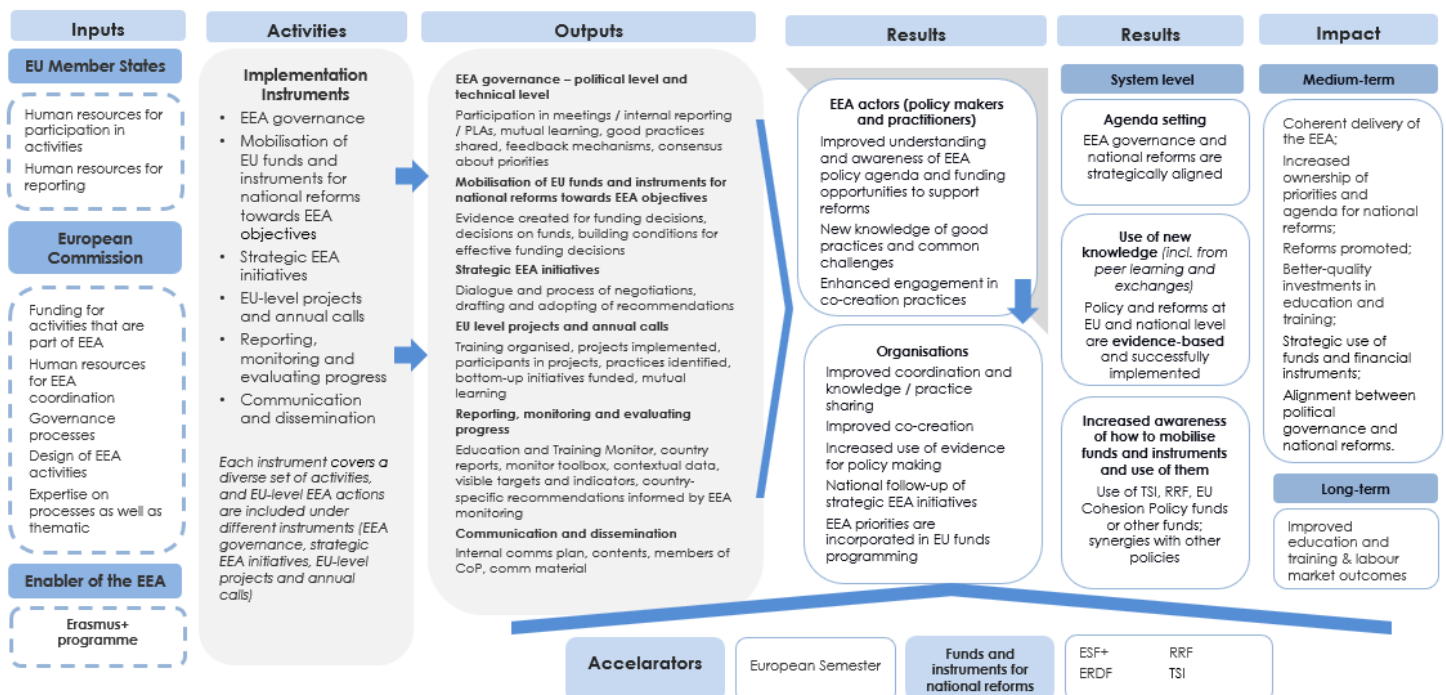 Inputs
Activities
Outputs
Results
Results
Impact
EU Member States
Human resources for
participation in
activities
Human resources for
reporting
European
Commission
Funding for
activities that are
part of EEA
Human resources
for EEA
coordination
Governance
processes
Design of EEA
activities
Expertise on
processes as well as
thematic
Enabler of the EEA
Erasmus+
programme
Implementation
Instruments
• EEA governance
• Mobilisation of
EU funds and
instruments for
national reforms
towards EEA
objectives
• Strategic EEA
initiatives
• EU-level projects
and annual calls
• Reporting,
monitoring and
evaluating progress
• Communication
and dissemination
Each instrument covers a
diverse set of activities,
and EU-level EEA actions
are included under
different instruments (EEA
governance, strategic
EEA initiatives, EU-level
projects and annual
calls)
EEA governance – political level and
technical level
Participation in meetings / internal reporting
/ PLAs, mutual learning, good practices
shared, feedback mechanisms, consensus
about priorities
Mobilisation of EU funds and instruments for
national reforms towards EEA objectives
Evidence created for funding decisions,
decisions on funds, building conditions for
effective funding decisions
Strategic EEA initiatives
Dialogue and process of negotiations,
drafting and adopting of recommendations
EU level projects and annual calls
Training organised, projects implemented,
participants in projects, practices identified,
bottom-up initiatives funded, mutual
learning
Reporting, monitoring and evaluating
progress
Education and Training Monitor, country
reports, monitor toolbox, contextual data,
visible targets and indicators, country-
specific recommendations informed by EEA
monitoring
Communication and dissemination
Internal comms plan, contents, members of
CoP, comm material
EEA actors (policy makers
and practitioners)
Improved understanding
and awareness of EEA
policy agenda and funding
opportunities to support
reforms
New knowledge of good
practices and common
challenges
Enhanced engagement in
co-creation practices
Organisations
Improved coordination and
knowledge / practice
sharing
Improved co-creation
Increased use of evidence
for policy making
National follow-up of
strategic EEA initiatives
EEA priorities are
incorporated in EU funds
programming
System level
Agenda setting
EEA governance and
national reforms are
strategically aligned
Use of new
knowledge (incl. from
peer learning and
exchanges)
Policy and reforms at
EU and national level
are evidence-based
and successfully
implemented
Increased awareness
of how to mobilise
funds and instruments
and use of them
Use of TSI, RRF, EU
Cohesion Policy funds
or other funds;
synergies with other
policies
Medium-term
Coherent delivery of
the EEA;
Increased
ownership of
priorities and
agenda for national
reforms;
Reforms promoted;
Better-quality
investments in
education and
training;
Strategic use of
funds and financial
instruments;
Alignment between
political
governance and
national reforms.
Long-term
Improved
education and
training & labour
market outcomes
Accelarators
European Semester
Funds and
instruments for
national reforms
ESF+ RRF
ERDF TSI